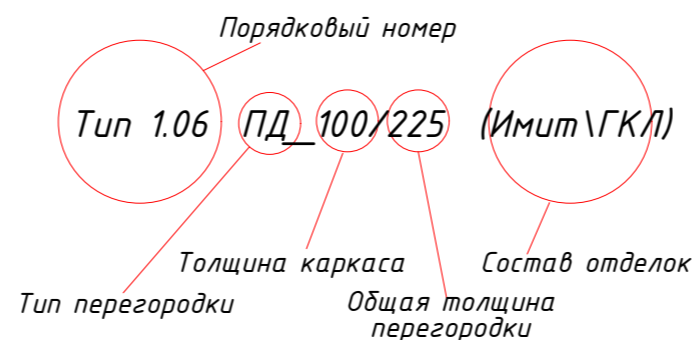 Порядковый номер
Тип 1.06 ПД_100/225 (Имит\ГКЛ)
Толщина каркаса
Состав отделок
Тип перегородки
Общая толщина
перегородки